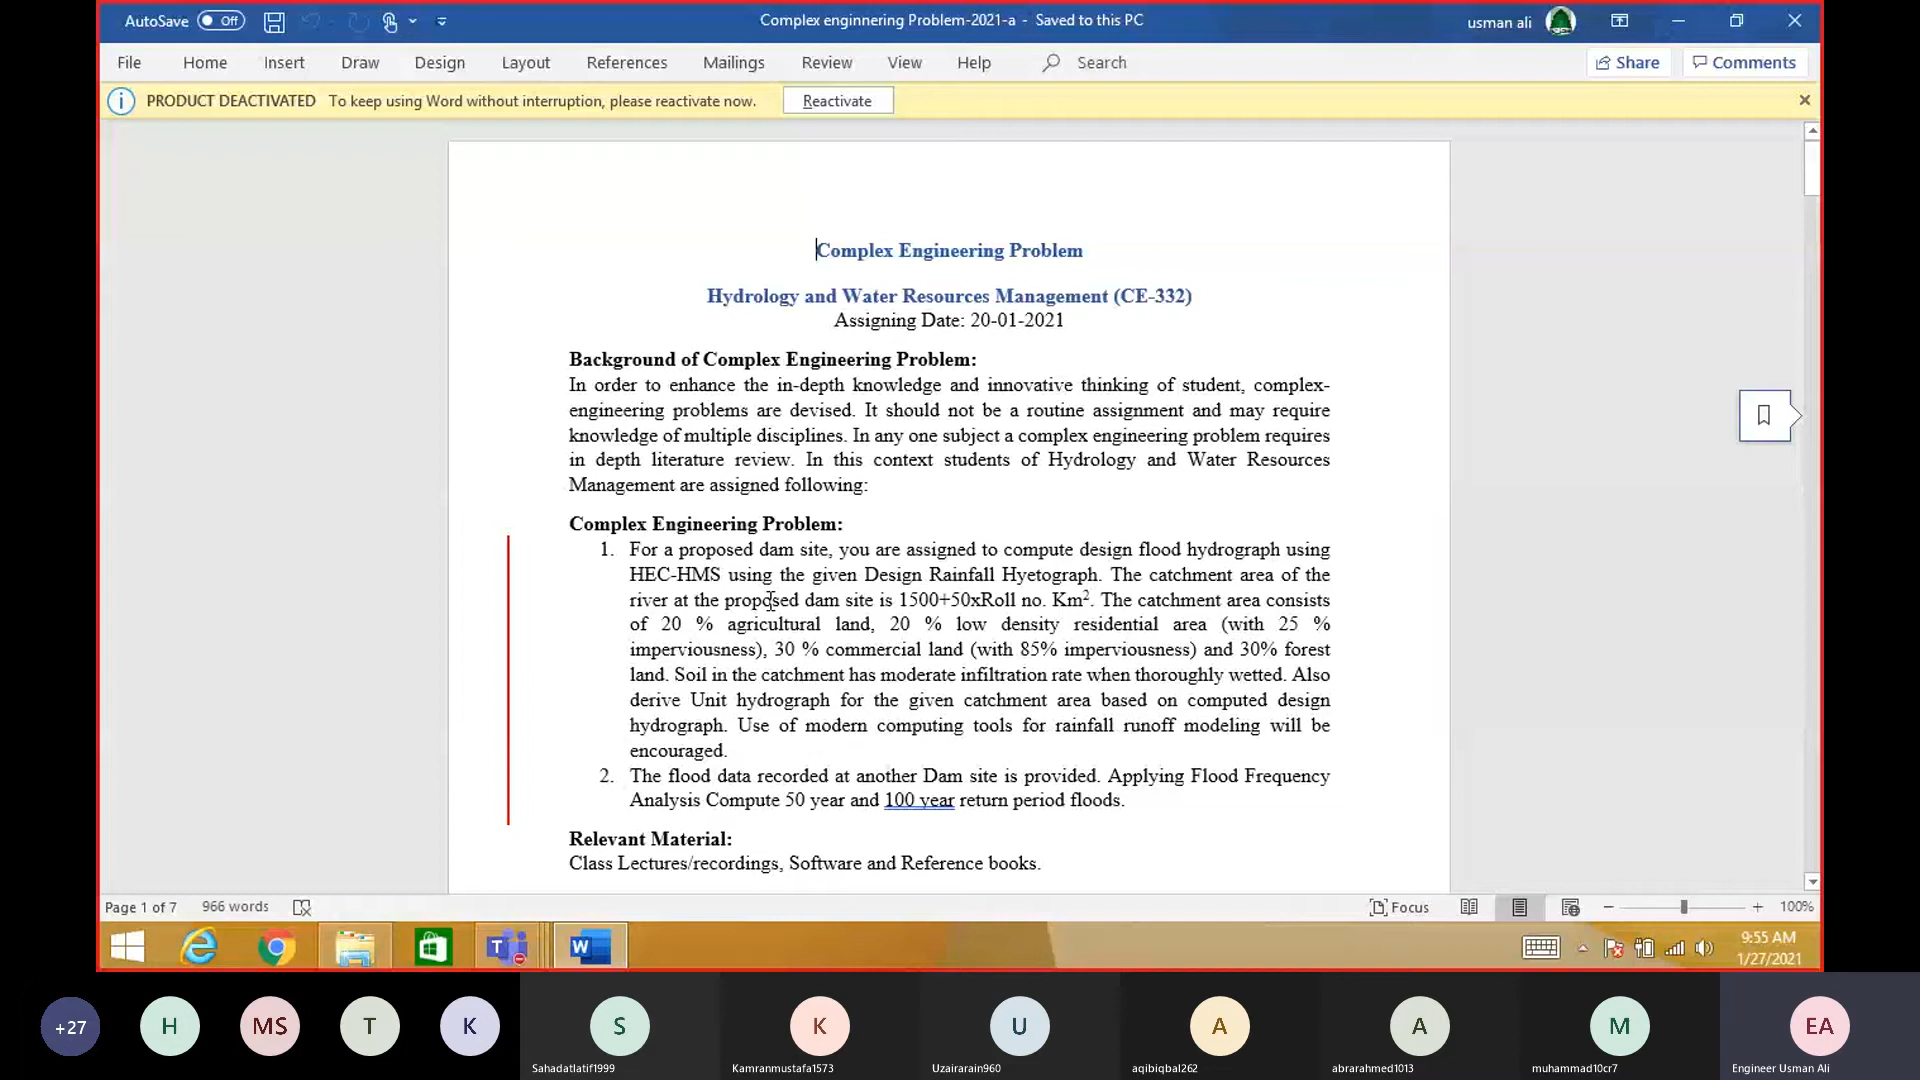 AutoSave Off
Complex enginnering Problem-2021-a - Saved to this PC
usman ali
File Home Insert Draw Design Layout References Mailings Review View Help Search Share Comments
PRODUCT DEACTIVATED To keep using Word without interruption, please reactivate now. Reactivate
Complex Engineering Problem
Hydrology and Water Resources Management (CE-332)
Assigning Date: 20-01-2021
Background of Complex Engineering Problem:
In order to enhance the in-depth knowledge and innovative thinking of student, complex-
engineering problems are devised. It should not be a routine assignment and may require
knowledge of multiple disciplines. In any one subject a complex engineering problem requires
in depth literature review. In this context students of Hydrology and Water Resources
Management are assigned following:
Complex Engineering Problem:
1. For a proposed dam site, you are assigned to compute design flood hydrograph using
HEC-HMS using the given Design Rainfall Hyetograph. The catchment area of the
river at the proposed dam site is 1500+50xRoll no. Km². The catchment area consists
of 20 % agricultural land, 20 % low density residential area (with 25 %
imperviousness), 30 % commercial land (with 85% imperviousness) and 30% forest
land. Soil in the catchment has moderate infiltration rate when thoroughly wetted. Also
derive Unit hydrograph for the given catchment area based on computed design
hydrograph. Use of modern computing tools for rainfall runoff modeling will be
encouraged.
2. The flood data recorded at another Dam site is provided. Applying Flood Frequency
Analysis Compute 50 year and 100 year return period floods.
Relevant Material:
Class Lectures/recordings, Software and Reference books.
Page 1 of 7 966 words Focus 100%
9:55 AM
1/27/2021
+27 H MS T K S K U A A M EA
Sahadatlatif1999 Kamranmustafa1573 Uzairarain960 aqibiqbal262 abrarahmed1013 muhammad10cr7 Engineer Usman Ali